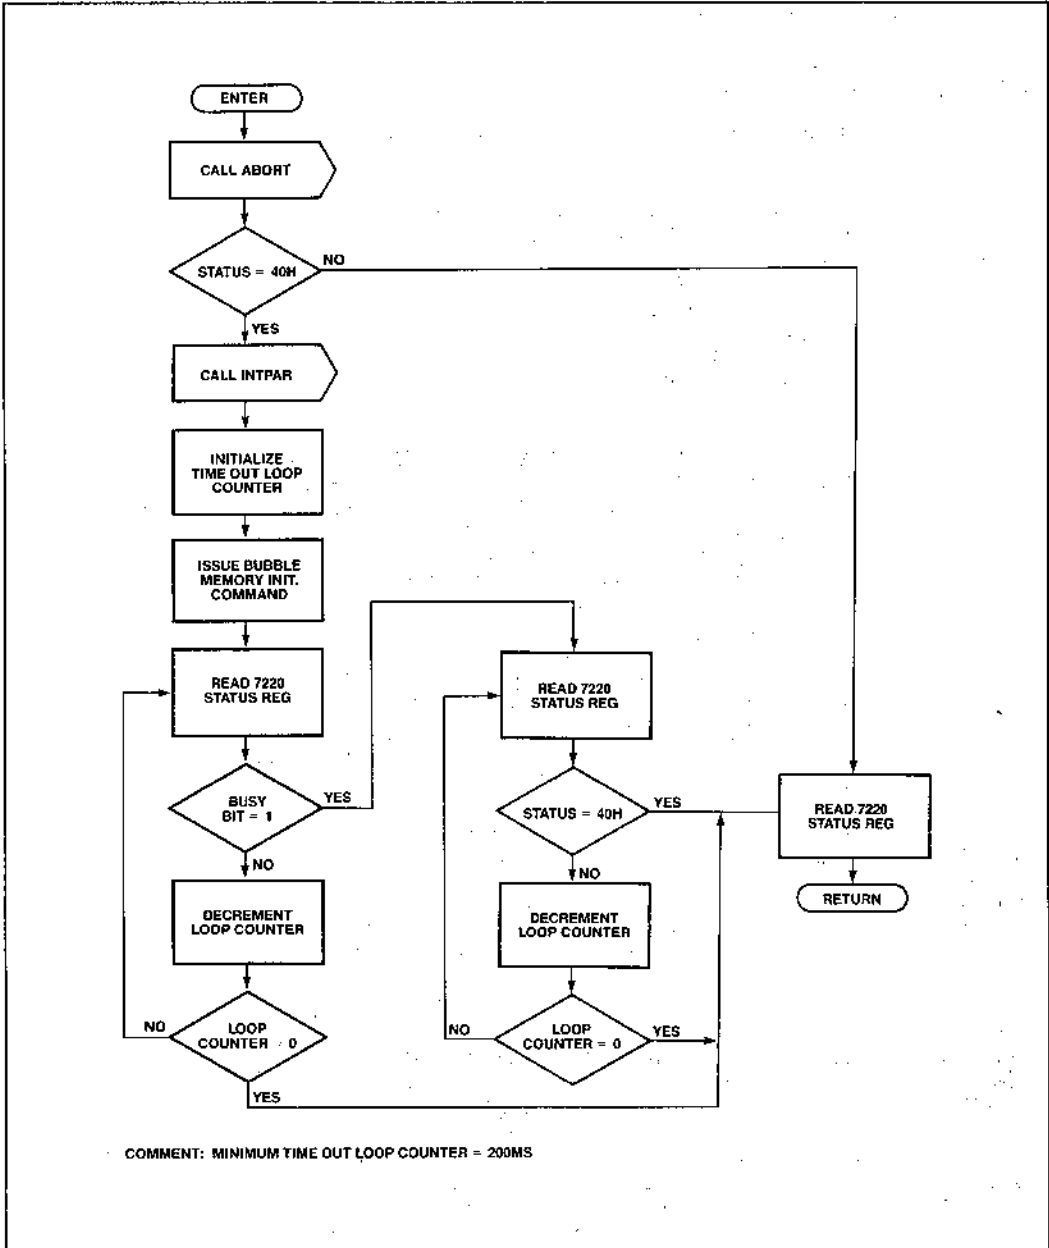 ENTER
CALL ABORT
STATUS = 40H
NO
YES
CALL INTPAR
INITIALIZE
TIME OUT LOOP
COUNTER
ISSUE BUBBLE
MEMORY INIT.
COMMAND
READ 7220
STATUS REG
BUSY
BIT = 1
YES
NO
DECREMENT
LOOP COUNTER
LOOP
COUNTER = 0
NO
YES
READ 7220
STATUS REG
STATUS = 40H
YES
NO
DECREMENT
LOOP COUNTER
LOOP
COUNTER = 0
NO
YES
READ 7220
STATUS REG
RETURN
COMMENT: MINIMUM TIME OUT LOOP COUNTER = 200MS